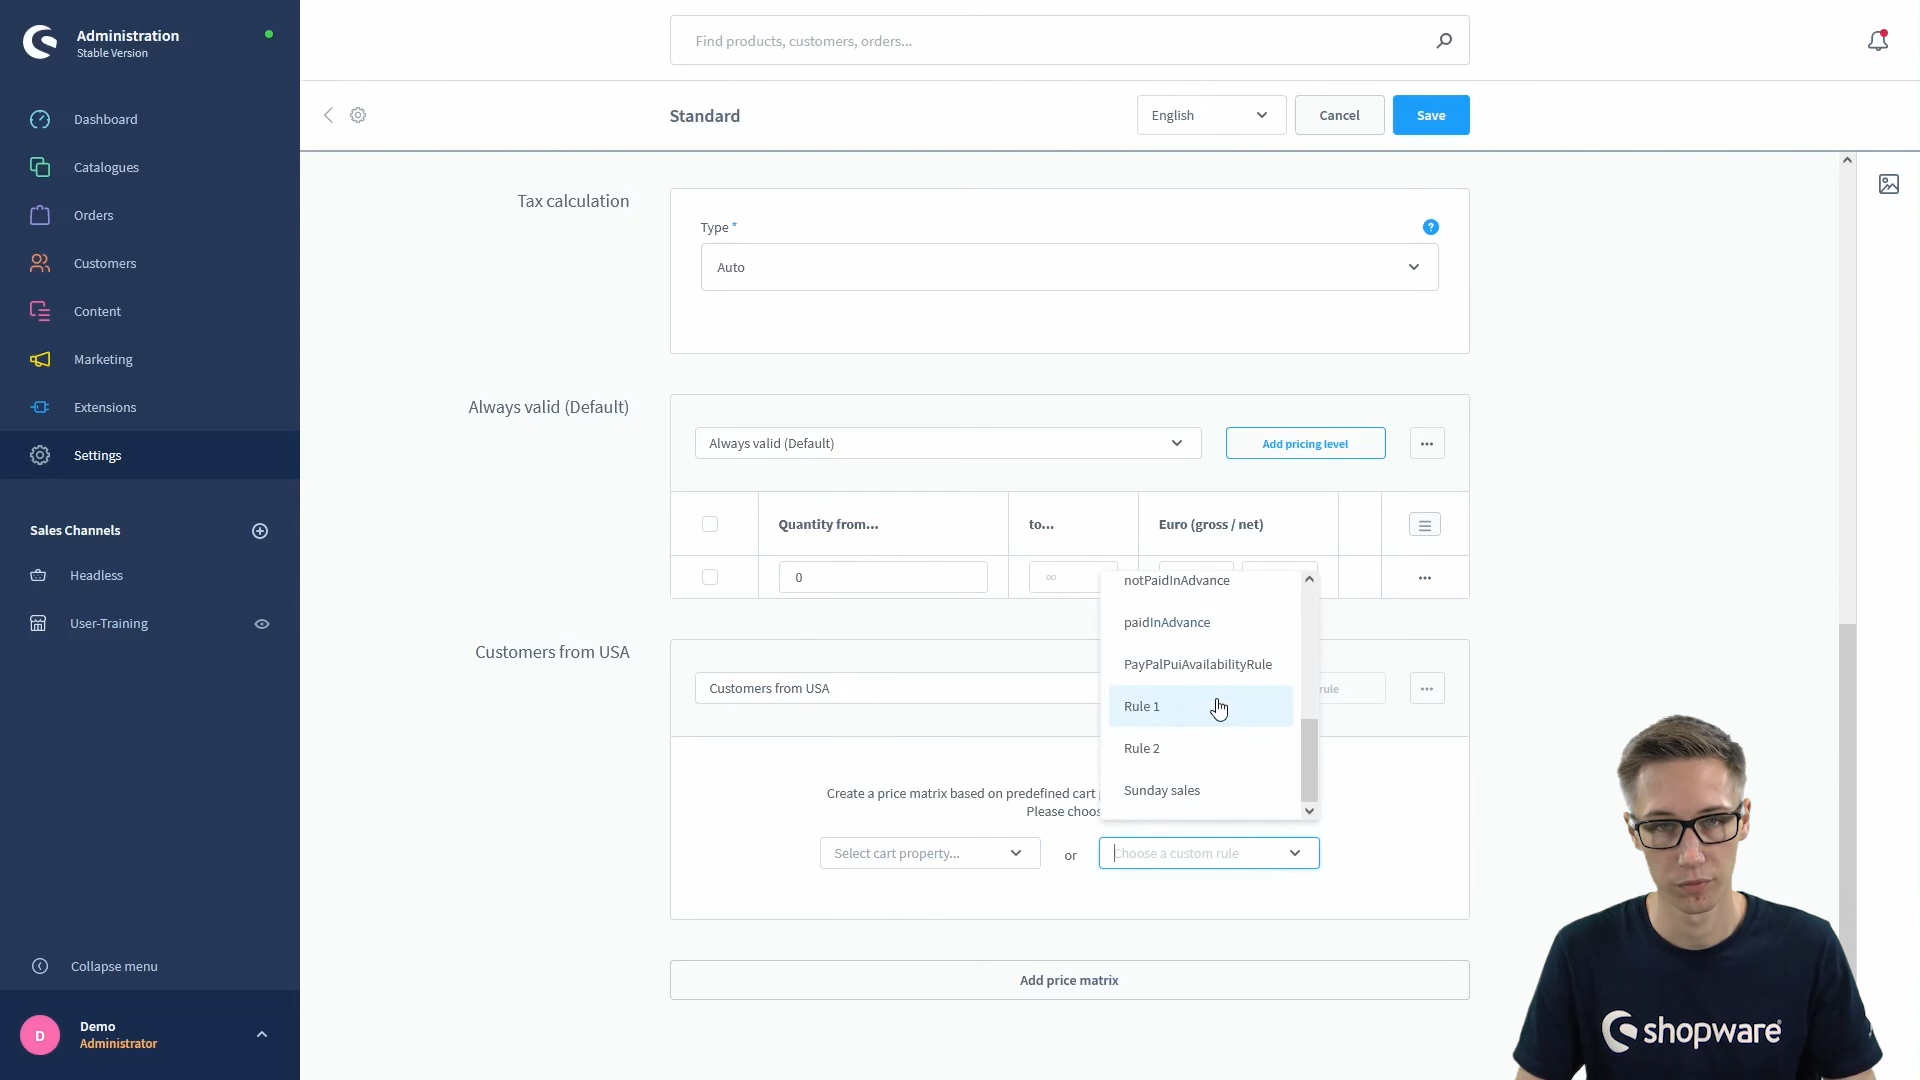 Administration
Stable Version
Find products, customers, orders...
Standard
English
Cancel
Save
Dashboard
Catalogues
Orders
Customers
Content
Marketing
Extensions
Settings
Sales Channels
Headless
User-Training
Collapse menu
D
Demo
Administrator
Tax calculation
Type *
?
Auto
Always valid (Default)
Always valid (Default)
Add pricing level
Quantity from...
to...
Euro (gross / net)
0
∞
Customers from USA
Customers from USA
rule
notPaidInAdvance
paidInAdvance
PayPalPuiAvailabilityRule
Rule 1
Rule 2
Sunday sales
Create a price matrix based on predefined cart
Please choos
Select cart property...
or
Choose a custom rule
Add price matrix
shopware